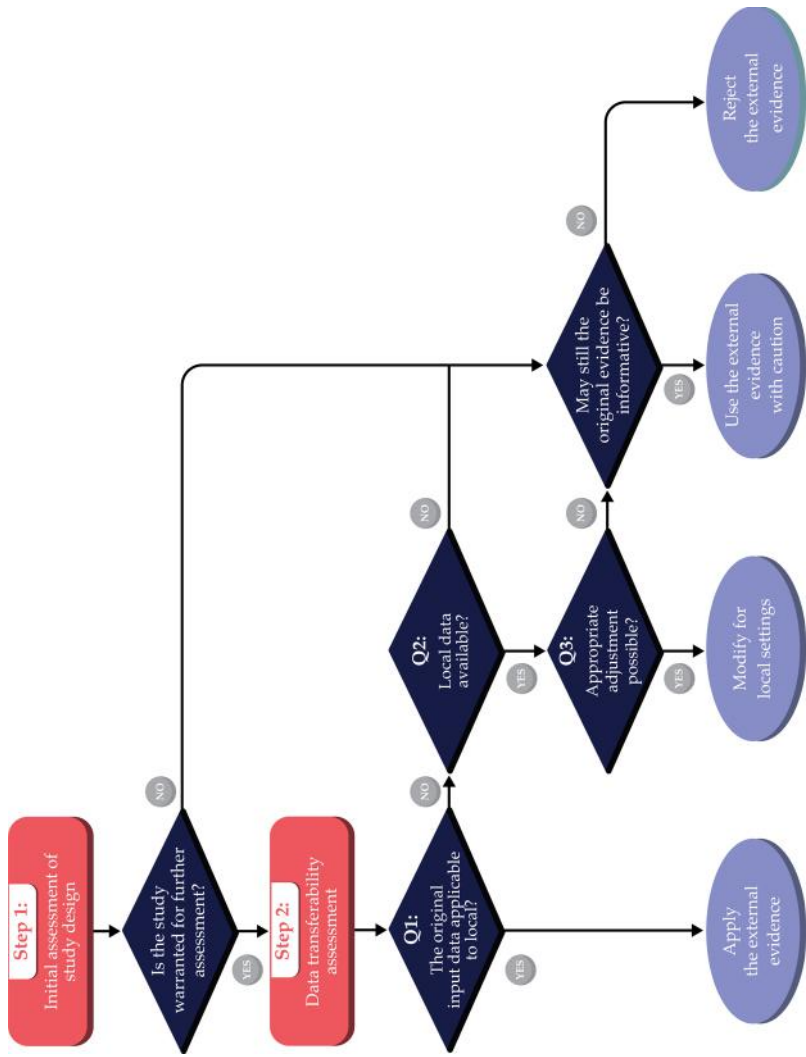 Step 1:
Initial assessment of
study design
Is the study
warranted for further
assessment?
NO
YES
Step 2:
Data transferability
assessment
Q1:
The original
input data applicable
to local?
NO
YES
Q2:
Local data
available?
NO
YES
Q3:
Appropriate
adjustment
possible?
NO
YES
May still the
original evidence be
informative?
NO
YES
Apply
the external
evidence
Modify for
local settings
Use the external
evidence
with caution
Reject
the external
evidence